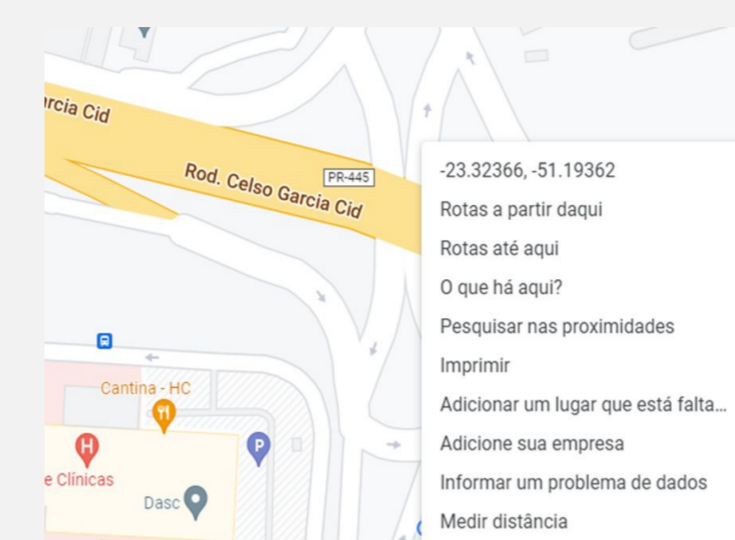 rcia Cid
Rod. Celso Garcia Cid
PR-445
Cantina - HC
H
e Clínicas
P
Dasc
-23.32366, -51.19362
Rotas a partir daqui
Rotas até aqui
O que há aqui?
Pesquisar nas proximidades
Imprimir
Adicionar um lugar que está falta...
Adicione sua empresa
Informar um problema de dados
Medir distância